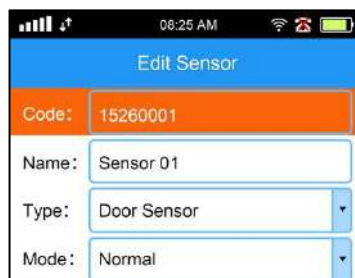 08:25 AM
Edit Sensor
Code: 15260001
Name: Sensor 01
Type: Door Sensor
Mode: Normal